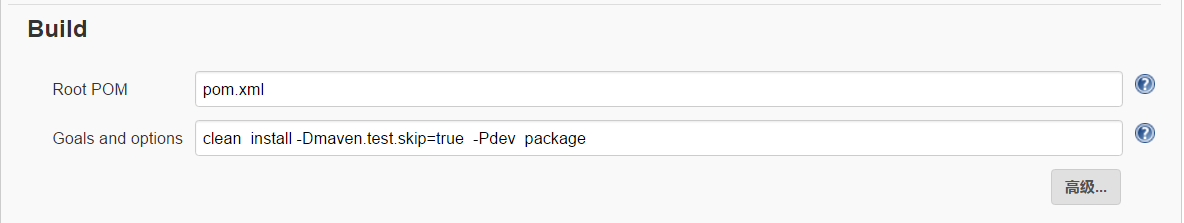 Build
Root POM pom.xml
Goals and options clean  install -Dmaven.test.skip=true  -Pdev  package
高级...